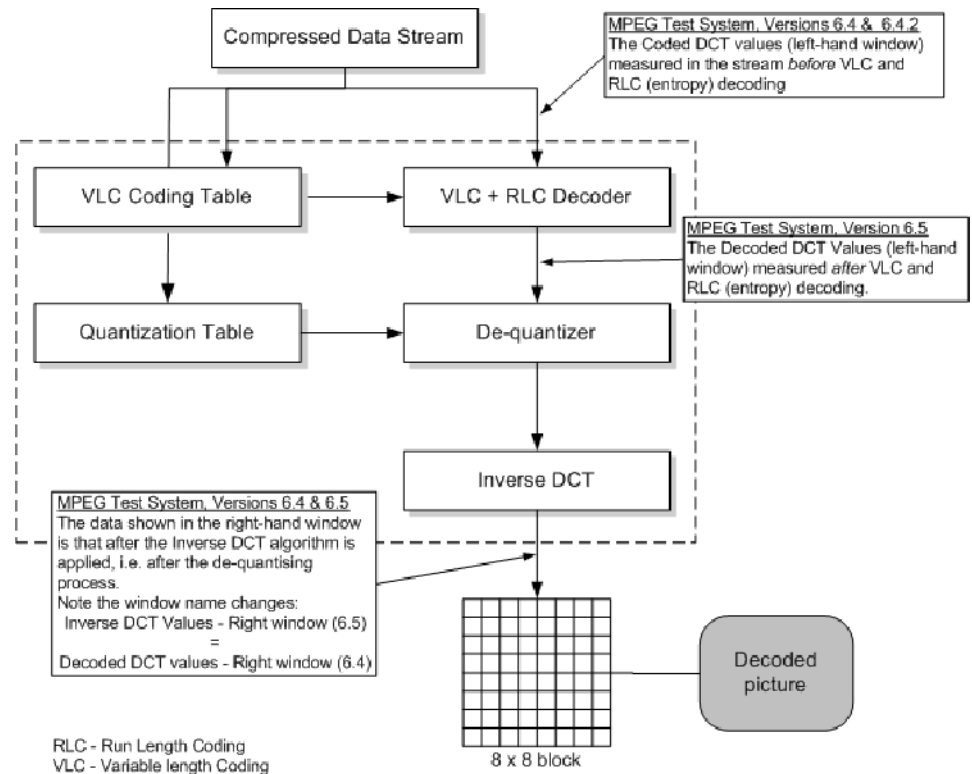 Compressed Data Stream
MPEG Test System, Versions 6.4 & 6.4.2
The Coded DCT values (left-hand window)
measured in the stream before VLC and
RLC (entropy) decoding
VLC Coding Table
VLC + RLC Decoder
MPEG Test System, Version 6.5
The Decoded DCT Values (left-hand
window) measured after VLC and
RLC (entropy) decoding.
Quantization Table
De-quantizer
Inverse DCT
MPEG Test System, Versions 6.4 & 6.5
The data shown in the right-hand window
is that after the Inverse DCT algorithm is
applied, i.e. after the de-quantising
process.
Note the window name changes:
Inverse DCT Values - Right window (6.5)
=
Decoded DCT values - Right window (6.4)
Decoded
picture
8 x 8 block
RLC - Run Length Coding
VLC - Variable length Coding